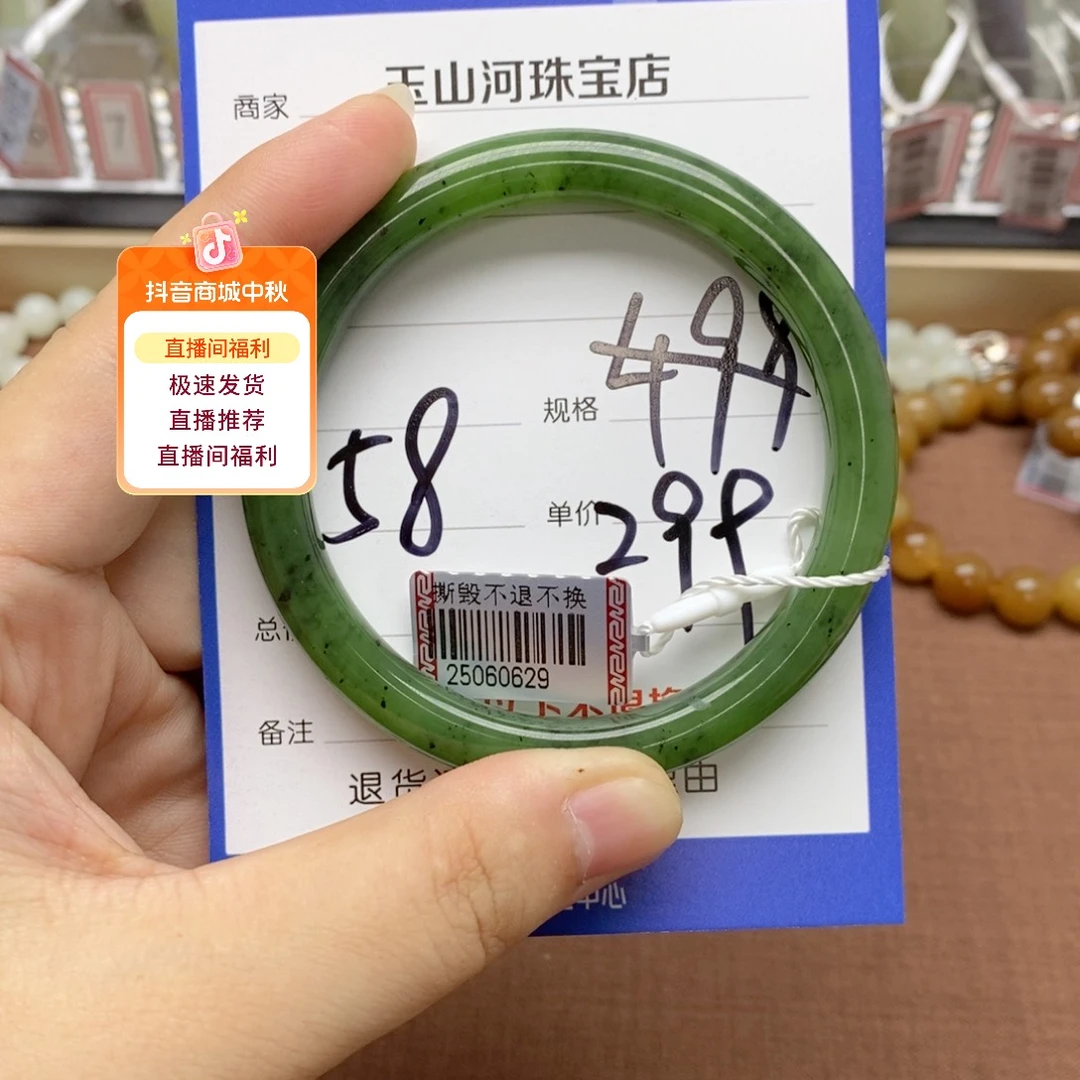 商家 玉山河珠宝店
抖音商城中秋
直播间福利
极速发货
直播推荐
直播间福利
规格
58
单价 299
撕毁不退不换
25060629
备注
退货
由
中心